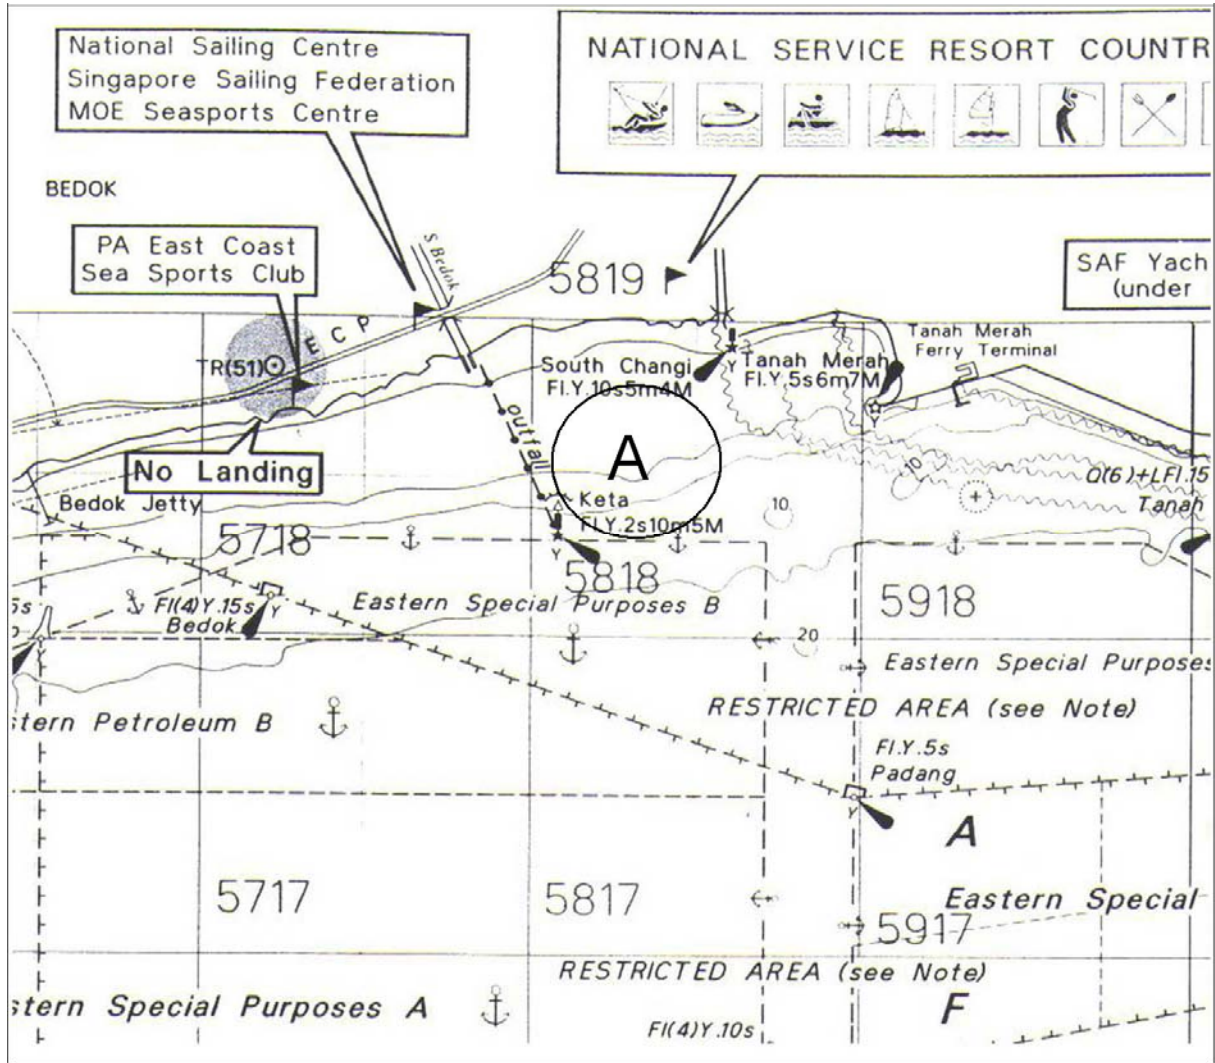 National Sailing Centre
Singapore Sailing Federation
MOE Seasports Centre
NATIONAL SERVICE RESORT COUNTR
BEDOK
PA East Coast
Sea Sports Club
S Bedok
5819
SAF Yach
(under
ECP
TR(51)
South Changi
Fl.Y.10s5m4M
Y
Tanah Merah
Fl.Y.5s6m7M
Y
Tanah Merah
Ferry Terminal
outfall
A
No Landing
Bedok Jetty
Keta
Fl.Y.2s10m5M
Y
10
10
Q(6)+LFl.15
Tanah
5718
5818
5918
5s
Fl(4)Y.15s
Bedok
Y
Y
Eastern Special Purposes B
20
Eastern Special Purposes
stern Petroleum B
RESTRICTED AREA (see Note)
Fl.Y.5s
Padang
Y
A
5717
5817
5917
Eastern Special
RESTRICTED AREA (see Note)
stern Special Purposes A
F
Fl(4)Y.10s